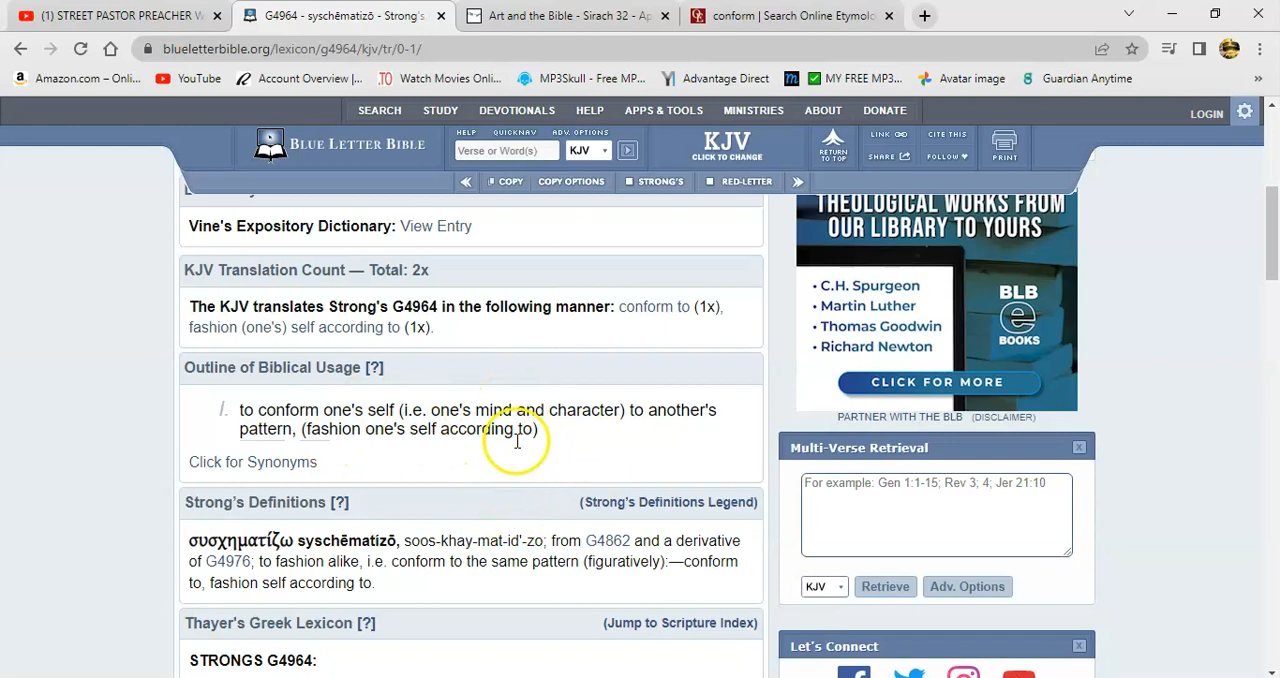 (1) STREET PASTOR PREACHER W
G4964 - syschēmatizō - Strong's
Art and the Bible - Sirach 32 - Ap
conform | Search Online Etymolo
blueletterbible.org/lexicon/g4964/kjv/tr/0-1/
Amazon.com – Onli...
YouTube
Account Overview |...
Watch Movies Onlin...
MP3Skull - Free MP...
Advantage Direct
MY FREE MP3...
Avatar image
Guardian Anytime
SEARCH STUDY DEVOTIONALS HELP APPS & TOOLS MINISTRIES ABOUT DONATE
LOGIN
BLUE LETTER BIBLE
HELP QUICKNAV ADV. OPTIONS
Verse or Word(s)
KJV
KJV
CLICK TO CHANGE
RETURN TO TOP
LINK
SHARE
CITE THIS
FOLLOW
PRINT
COPY COPY OPTIONS STRONG'S RED-LETTER
Vine's Expository Dictionary: View Entry
KJV Translation Count — Total: 2x
The KJV translates Strong's G4964 in the following manner: conform to (1x),
fashion (one's) self according to (1x).
Outline of Biblical Usage [?]
I. to conform one's self (i.e. one's mind and character) to another's
pattern, (fashion one's self according to)
Click for Synonyms
Strong's Definitions [?]
(Strong's Definitions Legend)
συσχηματίζω syschēmatizō, soos-khay-mat-id'-zo; from G4862 and a derivative
of G4976; to fashion alike, i.e. conform to the same pattern (figuratively):—conform
to, fashion self according to.
Thayer's Greek Lexicon [?]
(Jump to Scripture Index)
STRONGS G4964:
THEOLOGICAL WORKS FROM
OUR LIBRARY TO YOURS
• C.H. Spurgeon
• Martin Luther
• Thomas Goodwin
• Richard Newton
BLB
e
BOOKS
CLICK FOR MORE
PARTNER WITH THE BLB (DISCLAIMER)
Multi-Verse Retrieval
For example: Gen 1:1-15; Rev 3; 4; Jer 21:10
KJV
Retrieve
Adv. Options
Let's Connect